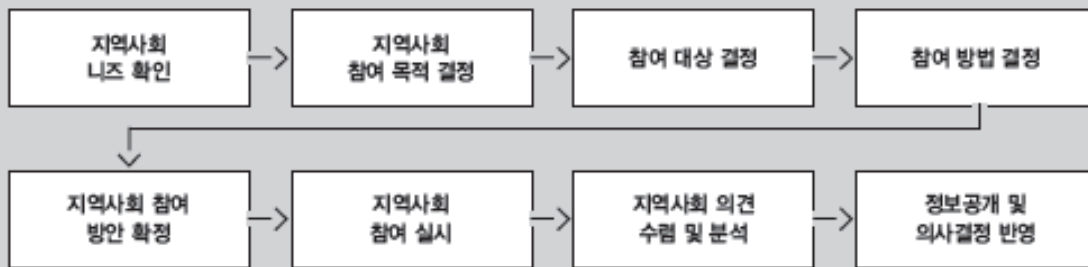 지역사회
니즈 확인
지역사회
참여 목적 결정
참여 대상 결정
참여 방법 결정
지역사회 참여
방안 확정
지역사회
참여 실시
지역사회 의견
수렴 및 분석
정보공개 및
의사결정 반영